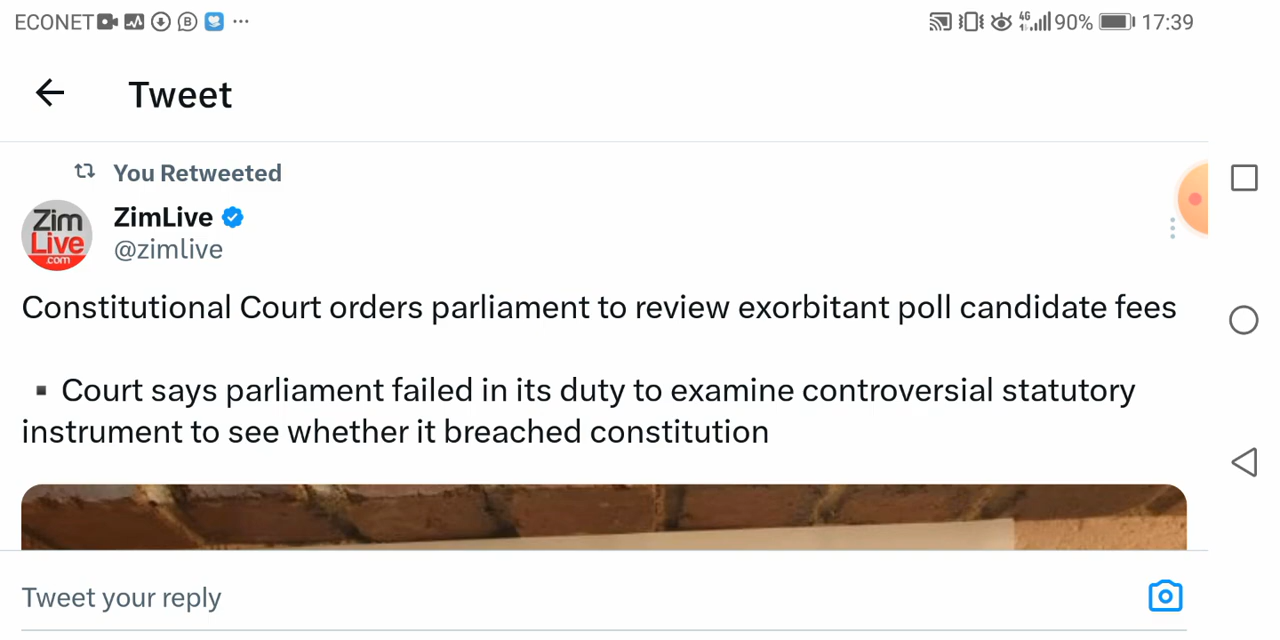 ECONET B ... 4G 90% 17:39
Tweet
You Retweeted
ZimLive
@zimlive
Zim
Live
.com
Constitutional Court orders parliament to review exorbitant poll candidate fees
▪ Court says parliament failed in its duty to examine controversial statutory
instrument to see whether it breached constitution
Tweet your reply